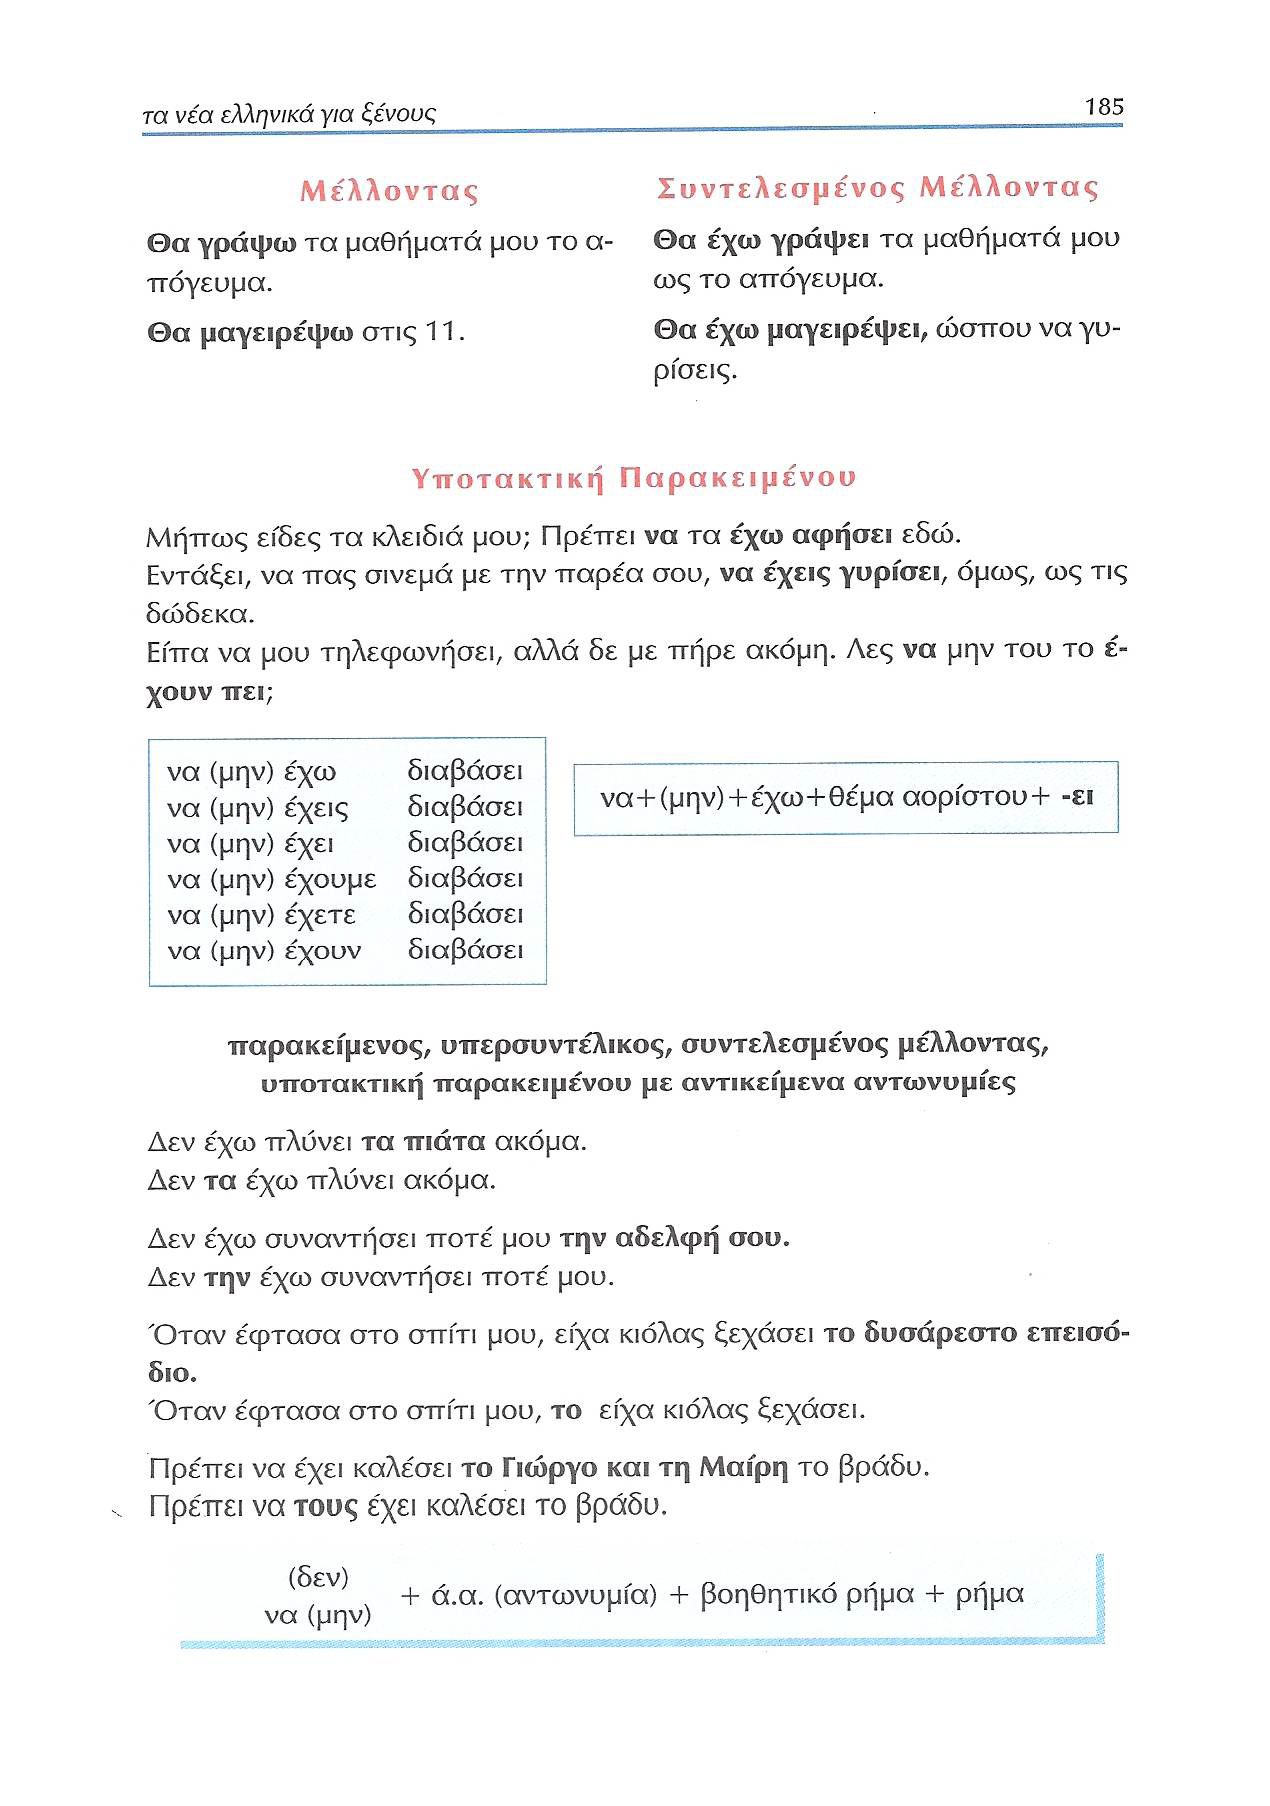 τα νέα ελληνικά για ξένους 185
Μέλλοντας
Θα γράψω τα μαθήματά μου το α-
πόγευμα.
Θα μαγειρέψω στις 11.
Συντελεσμένος Μέλλοντας
Θα έχω γράψει τα μαθήματά μου
ως το απόγευμα.
Θα έχω μαγειρέψει, ώσπου να γυ-
ρίσεις.
Υποτακτική Παρακειμένου
Μήπως είδες τα κλειδιά μου; Πρέπει να τα έχω αφήσει εδώ.
Εντάξει, να πας σινεμά με την παρέα σου, να έχεις γυρίσει, όμως, ως τις
δώδεκα.
Είπα να μου τηλεφωνήσει, αλλά δε με πήρε ακόμη. Λες να μην του το έ-
χουν πει;
να (μην) έχω διαβάσει
να (μην) έχεις διαβάσει
να (μην) έχει διαβάσει
να (μην) έχουμε διαβάσει
να (μην) έχετε διαβάσει
να (μην) έχουν διαβάσει
να+(μην)+έχω+θέμα αορίστου+ -ει
παρακείμενος, υπερσυντέλικος, συντελεσμένος μέλλοντας,
υποτακτική παρακειμένου με αντικείμενα αντωνυμίες
Δεν έχω πλύνει τα πιάτα ακόμα.
Δεν τα έχω πλύνει ακόμα.
Δεν έχω συναντήσει ποτέ μου την αδελφή σου.
Δεν την έχω συναντήσει ποτέ μου.
Όταν έφτασα στο σπίτι μου, είχα κιόλας ξεχάσει το δυσάρεστο επεισό-
διο.
Όταν έφτασα στο σπίτι μου, το είχα κιόλας ξεχάσει.
Πρέπει να έχει καλέσει το Γιώργο και τη Μαίρη το βράδυ.
Πρέπει να τους έχει καλέσει το βράδυ.
(δεν)
να (μην)
+ ά.α. (αντωνυμία) + βοηθητικό ρήμα + ρήμα